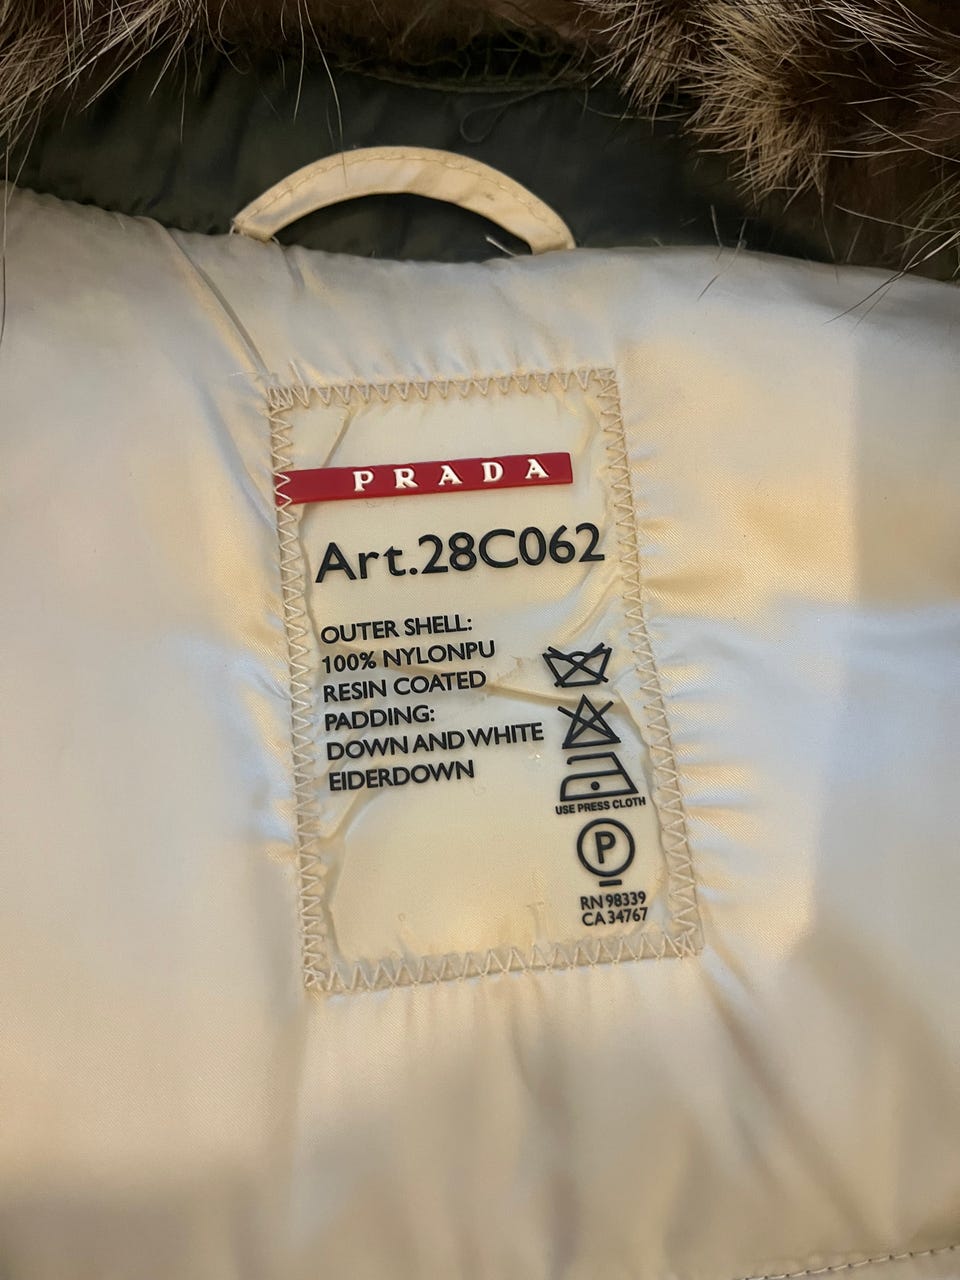 PRADA
Art.28C062
OUTER SHELL:
100% NYLONPU
RESIN COATED
PADDING:
DOWN AND WHITE
EIDERDOWN
USE PRESS CLOTH
P
RN 98339
CA 34767